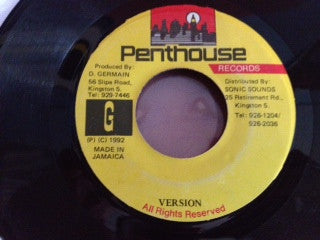 A
Penthouse
RECORDS
Produced By:
D. GERMAIN
56 Slipe Road,
Kingston 5.
Tel: 929-7446
Distributed By:
SONIC SOUNDS
25 Retirement Rd.,
Kingston 5.
Tel: 926-1204/
926-2036
G
(P) (C) 1992
MADE IN
JAMAICA
VERSION
All Rights Reserved